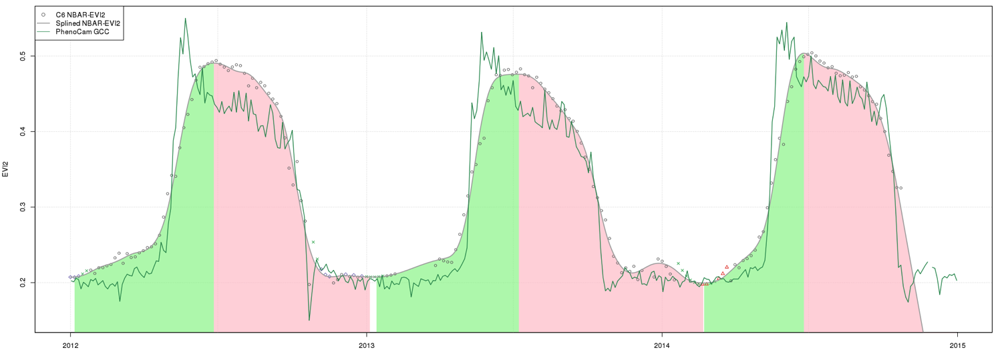 C6 NBAR-EVI2
Splined NBAR-EVI2
PhenoCam GCC
EVI2
0.5
0.4
0.3
0.2
2012
2013
2014
2015